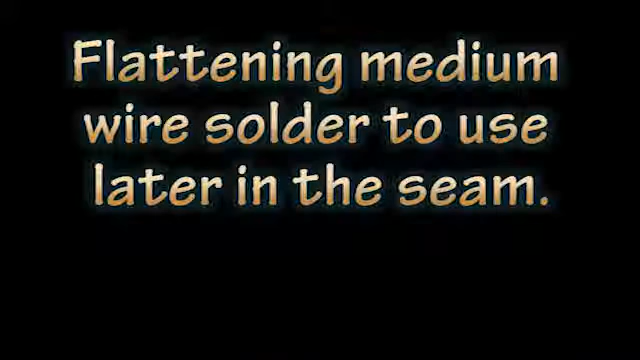 Flattening medium
wire solder to use
later in the seam.